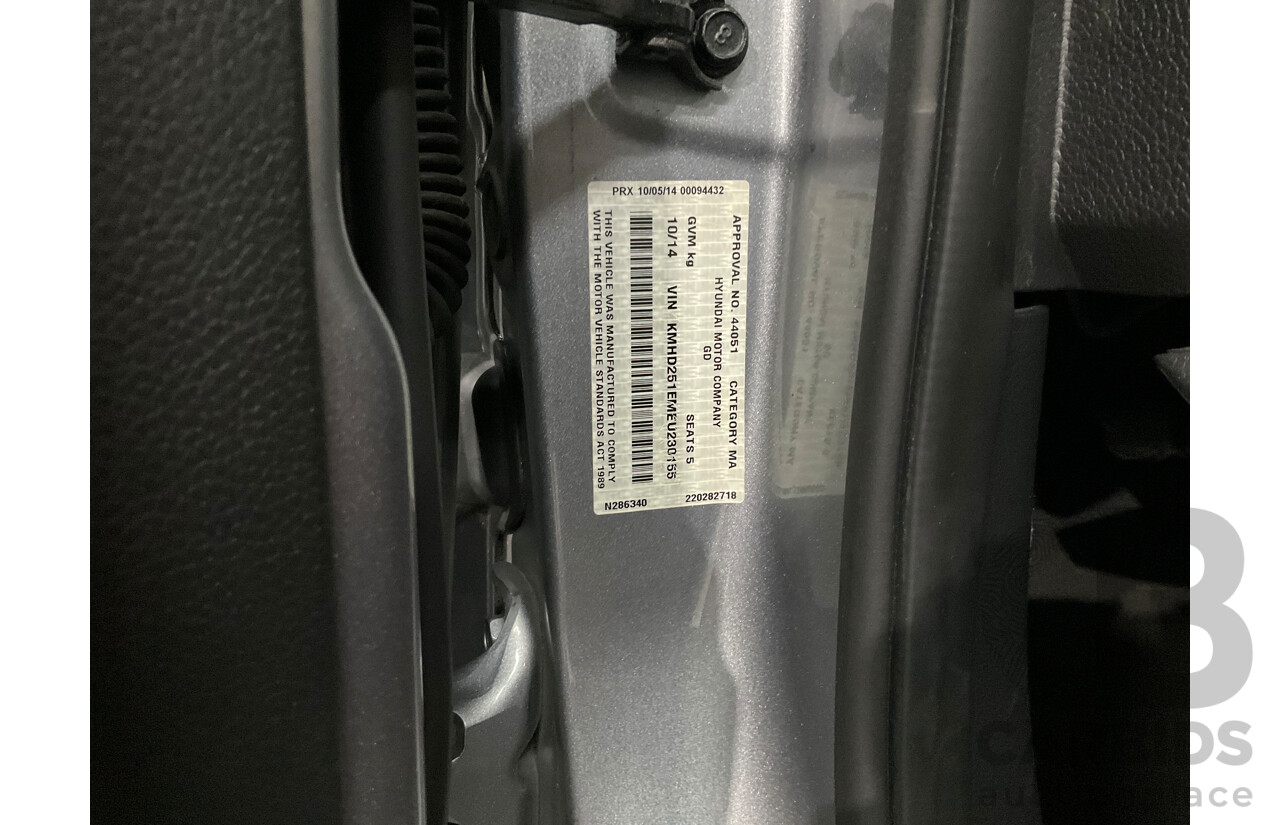 PRX 10/05/14 00094432
APPROVAL NO. 44051 CATEGORY MA
HYUNDAI MOTOR COMPANY
GD
GVM kg SEATS 5
10/14 VIN KMHD251EMEU230155
THIS VEHICLE WAS MANUFACTURED TO COMPLY
WITH THE MOTOR VEHICLE STANDARDS ACT 1989
N286340 220282718
8